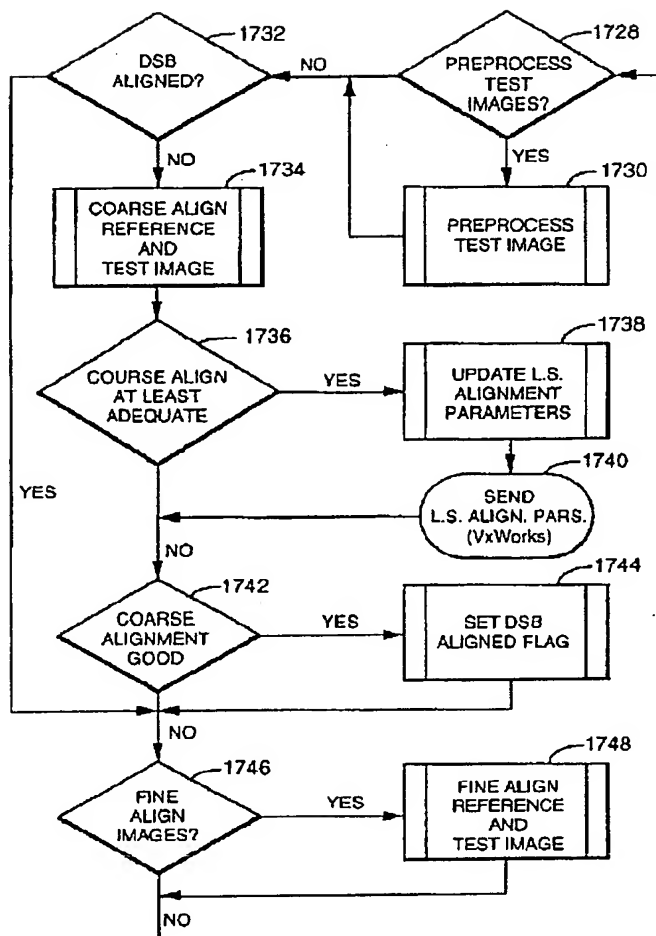 1732
DSB
ALIGNED?
NO
1728
PREPROCESS
TEST
IMAGES?
YES
NO
1734
COARSE ALIGN
REFERENCE
AND
TEST IMAGE
1730
PREPROCESS
TEST IMAGE
1736
COURSE ALIGN
AT LEAST
ADEQUATE
YES
1738
UPDATE L.S.
ALIGNMENT
PARAMETERS
1740
SEND
L.S. ALIGN. PARS.
(VxWorks)
YES
NO
1742
COARSE
ALIGNMENT
GOOD
YES
1744
SET DSB
ALIGNED FLAG
NO
1746
FINE
ALIGN
IMAGES?
YES
1748
FINE ALIGN
REFERENCE
AND
TEST IMAGE
NO